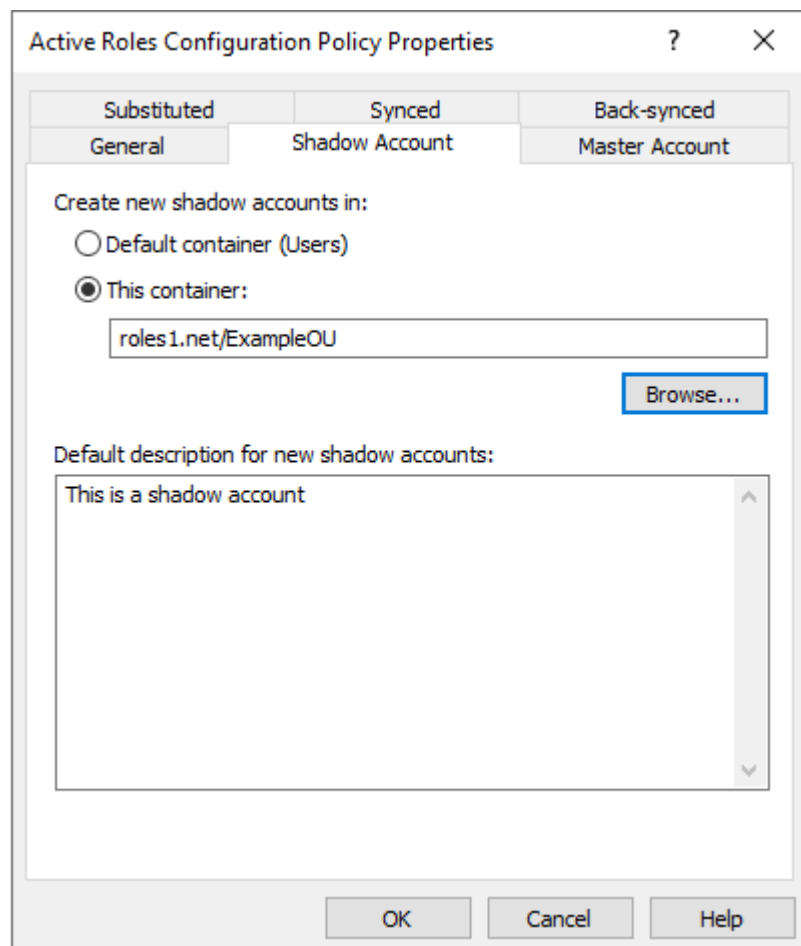 Active Roles Configuration Policy Properties ?
Substituted Synced Back-synced
General Shadow Account Master Account
Create new shadow accounts in:
Default container (Users)
This container:
roles1.net/ExampleOU
Browse...
Default description for new shadow accounts:
This is a shadow account
OK Cancel Help